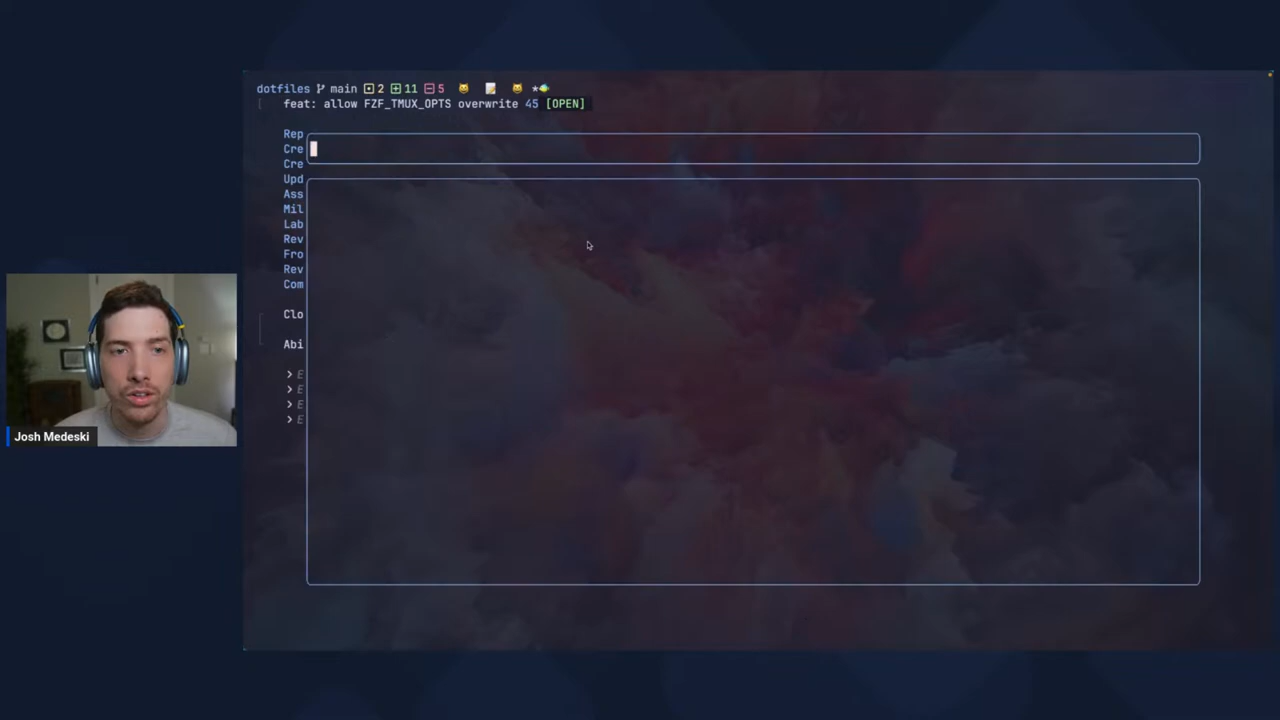 dotfiles main 2 11 5
feat: allow FZF_TMUX_OPTS overwrite 45 [OPEN]
Rep
Cre
Cre
Upd
Ass
Mil
Lab
Rev
Fro
Rev
Com
Clo
Abi
> E
> E
> E
> E
Josh Medeski